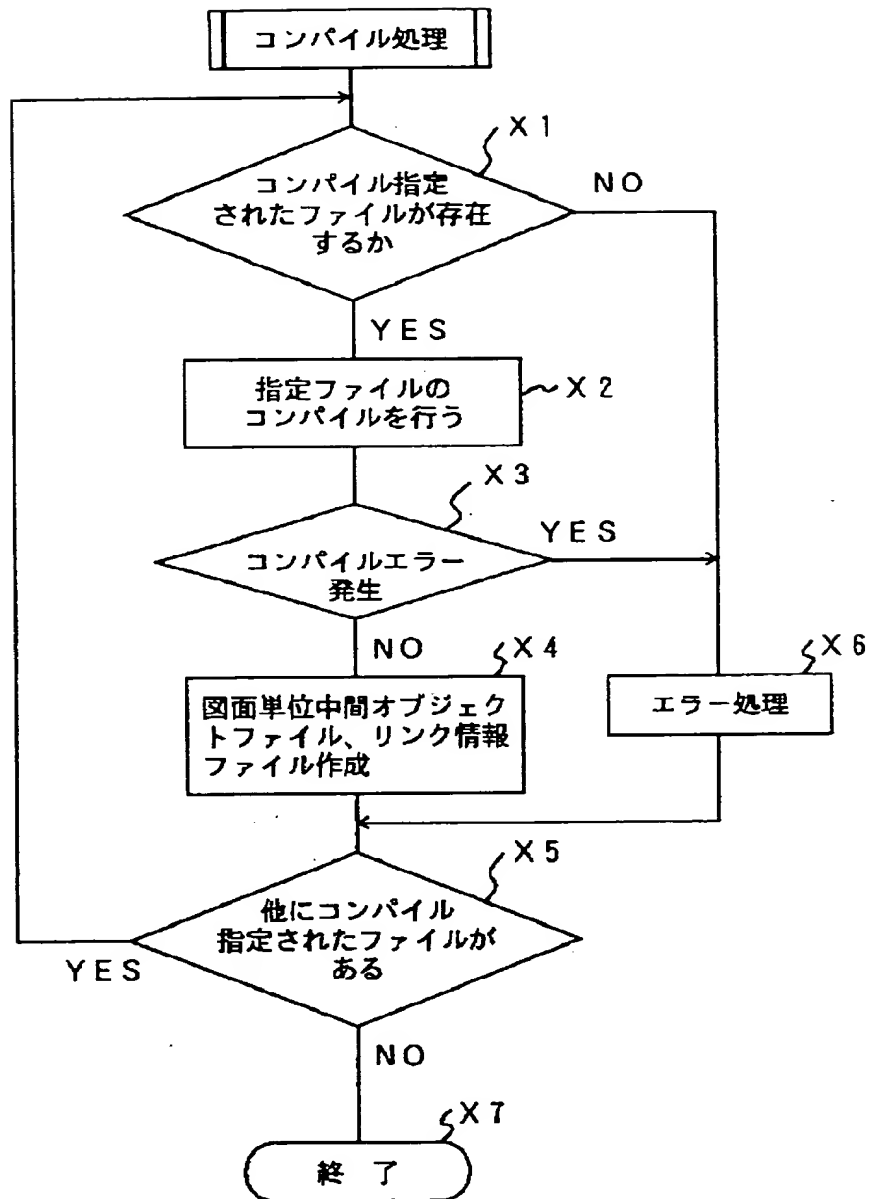 コンパイル処理
X1
コンパイル指定
されたファイルが存在
するか
NO
YES
指定ファイルの
コンパイルを行う
X2
X3
コンパイルエラー
発生
YES
NO
X4
図面単位中間オブジェク
トファイル、リンク情報
ファイル作成
X6
エラー処理
X5
他にコンパイル
指定されたファイルが
ある
YES
NO
X7
終了